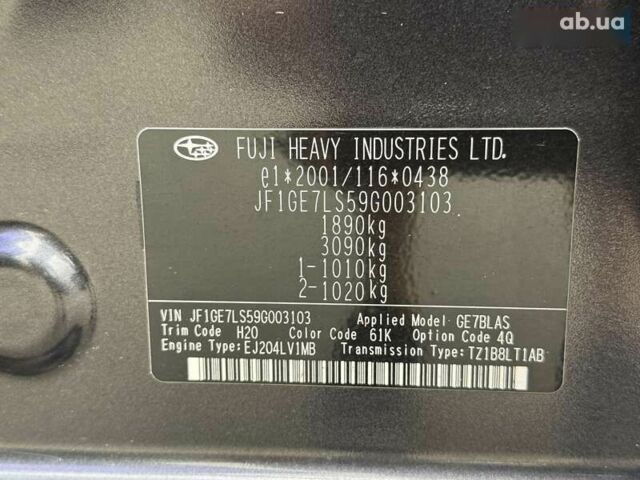 ab.ua
FUJI HEAVY INDUSTRIES LTD.
e1*2001/116*0438
JF1GE7LS59G003103
1890kg
3090kg
1-1010kg
2-1020kg
VIN JF1GE7LS59G003103 Applied Model GE7BLAS
Trim Code H20 Color Code 61K Option Code 4Q
Engine Type:EJ204LV1MB Transmission Type:TZ1B8LT1AB